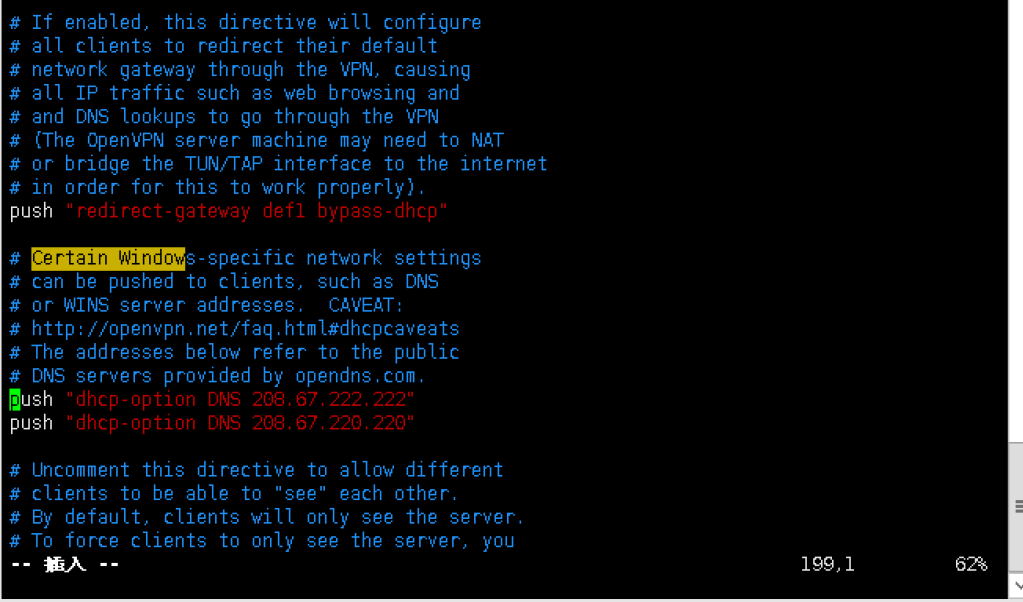 # If enabled, this directive will configure
# all clients to redirect their default
# network gateway through the VPN, causing
# all IP traffic such as web browsing and
# and DNS lookups to go through the VPN
# (The OpenVPN server machine may need to NAT
# or bridge the TUN/TAP interface to the internet
# in order for this to work properly).
push "redirect-gateway def1 bypass-dhcp"
# Certain Windows-specific network settings
# can be pushed to clients, such as DNS
# or WINS server addresses.  CAVEAT:
# http://openvpn.net/faq.html#dhcpcaveats
# The addresses below refer to the public
# DNS servers provided by opendns.com.
push "dhcp-option DNS 208.67.222.222"
push "dhcp-option DNS 208.67.220.220"
# Uncomment this directive to allow different
# clients to be able to "see" each other.
# By default, clients will only see the server.
# To force clients to only see the server, you
-- 插入 -- 199,1 62%